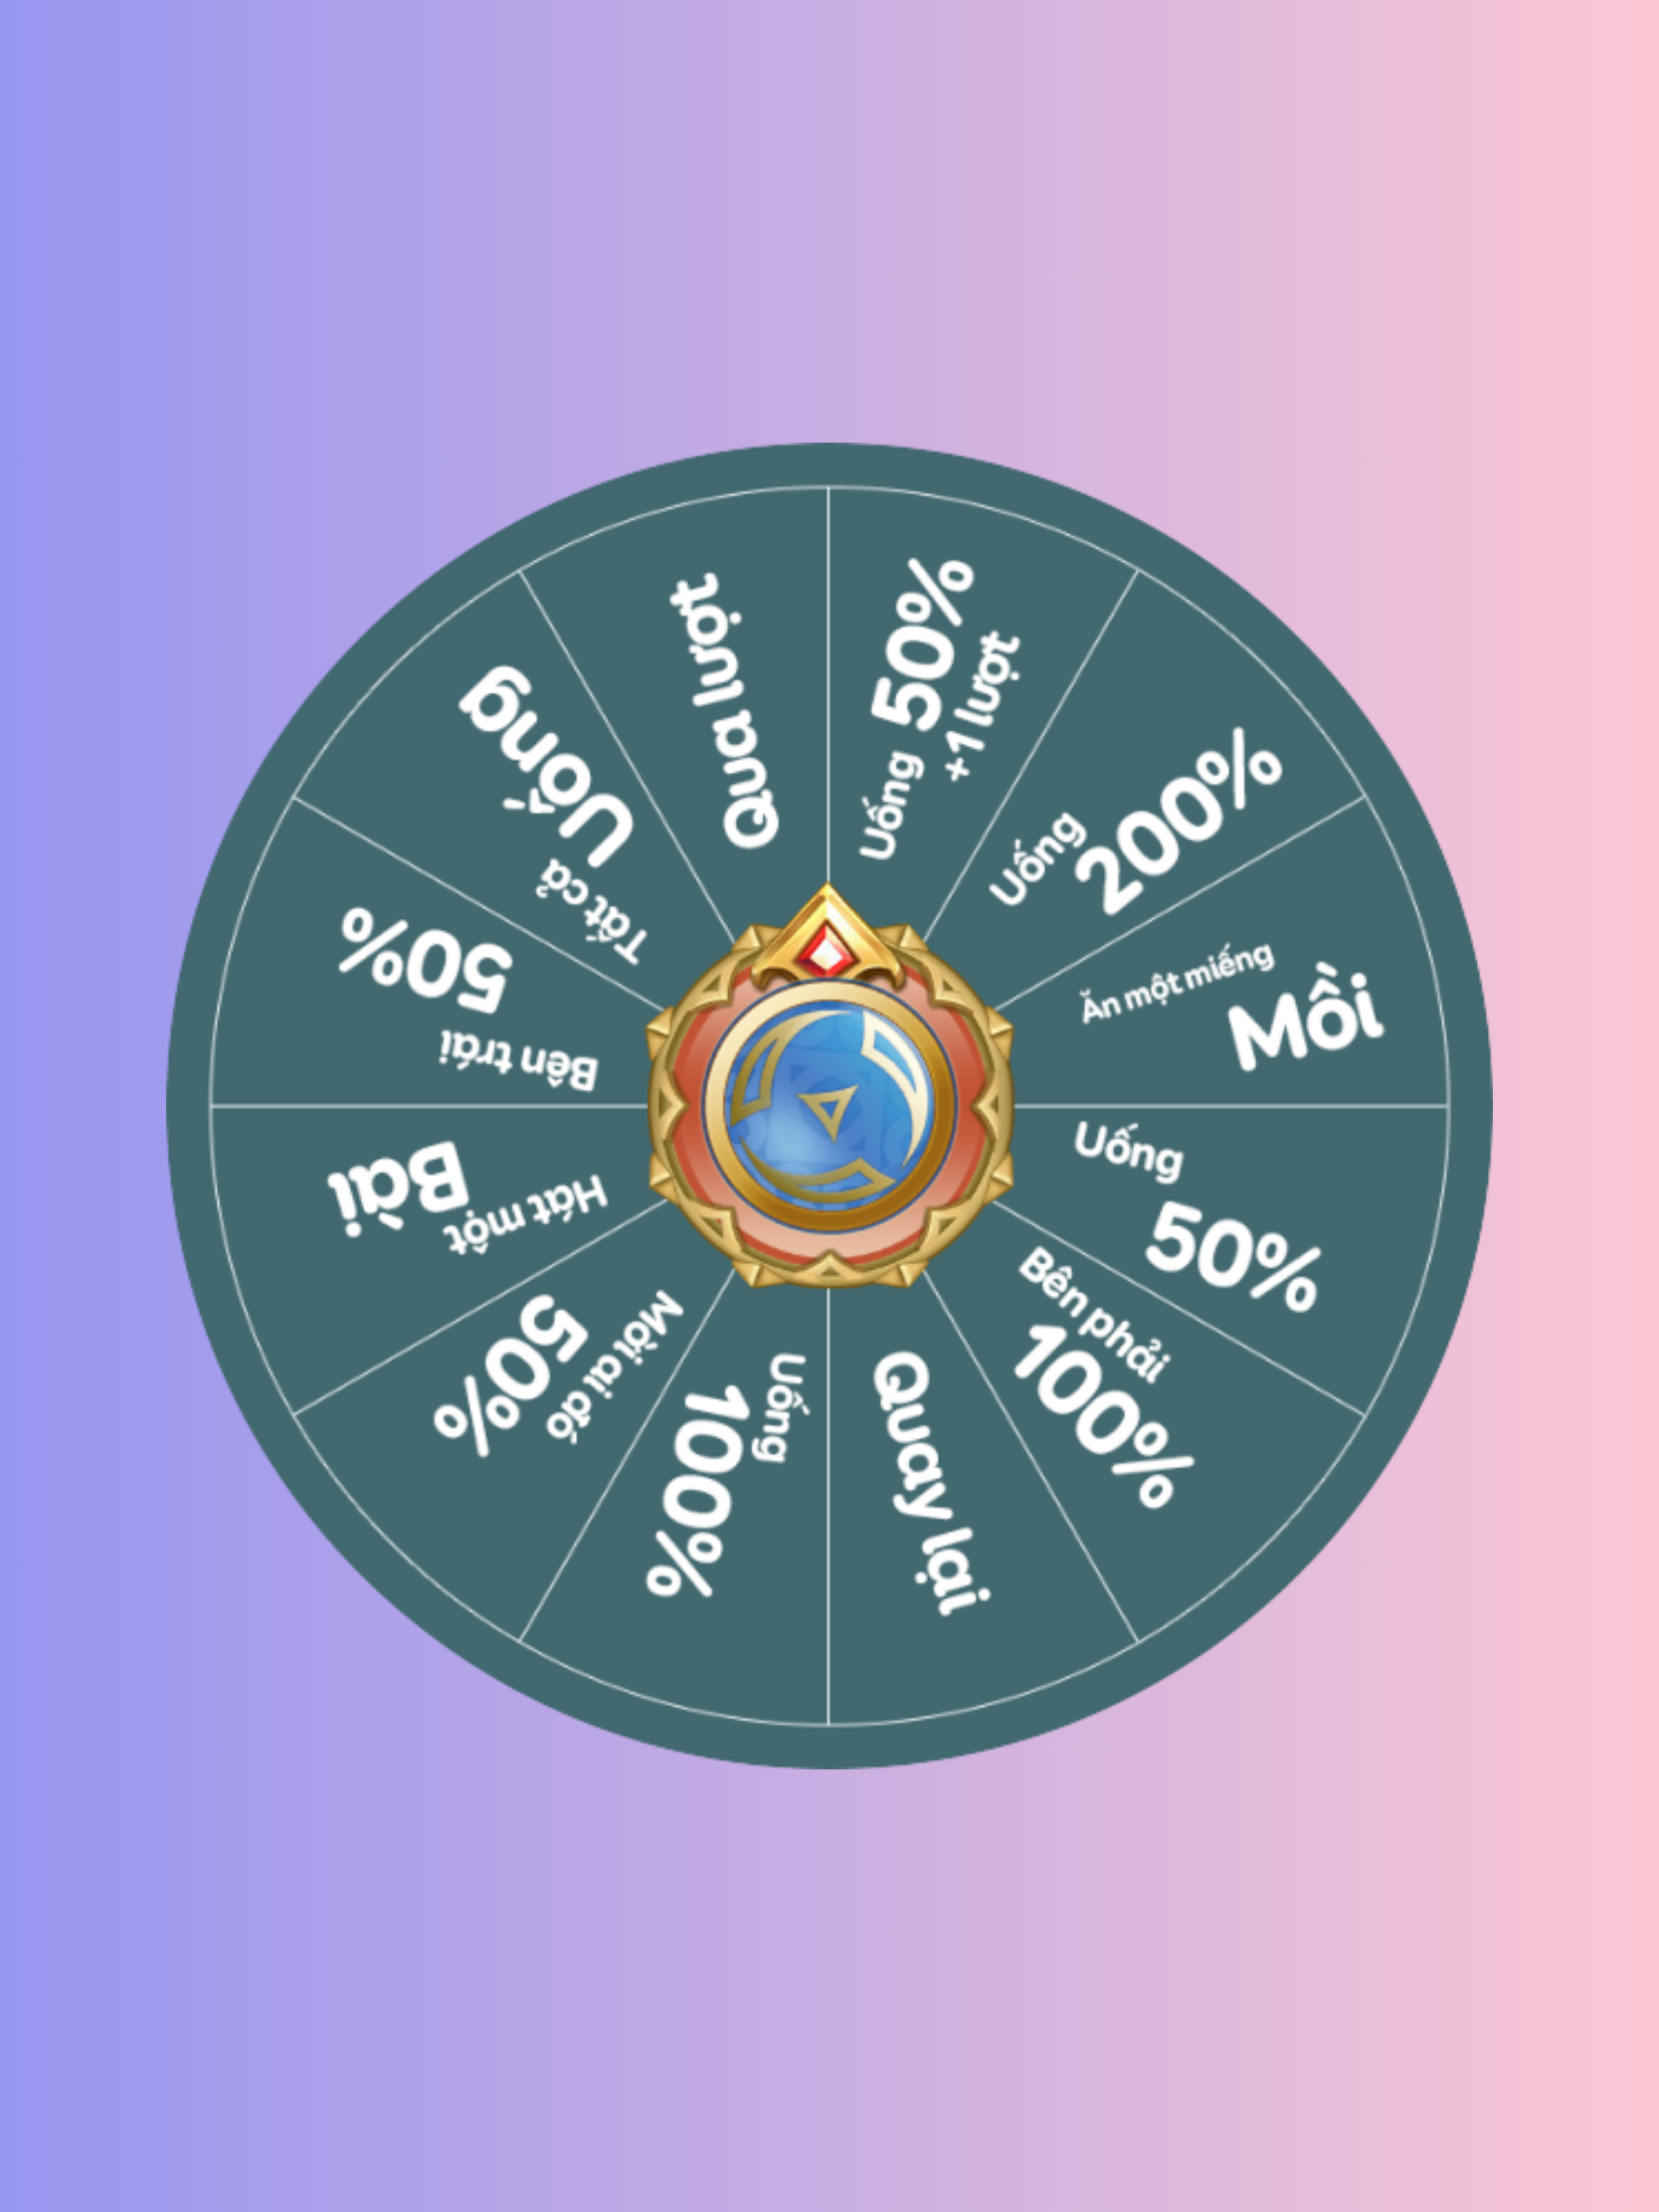 Uống 50%
+1 lượt
Uống
200%
Ăn một miếng
Mồi
Uống
50%
Bên phải
100%
Quay lại
Uống
100%
Mời ai đó
50%
Hát một
Bài
Bên trái
50%
Tất cả
Uống
Qua lượt